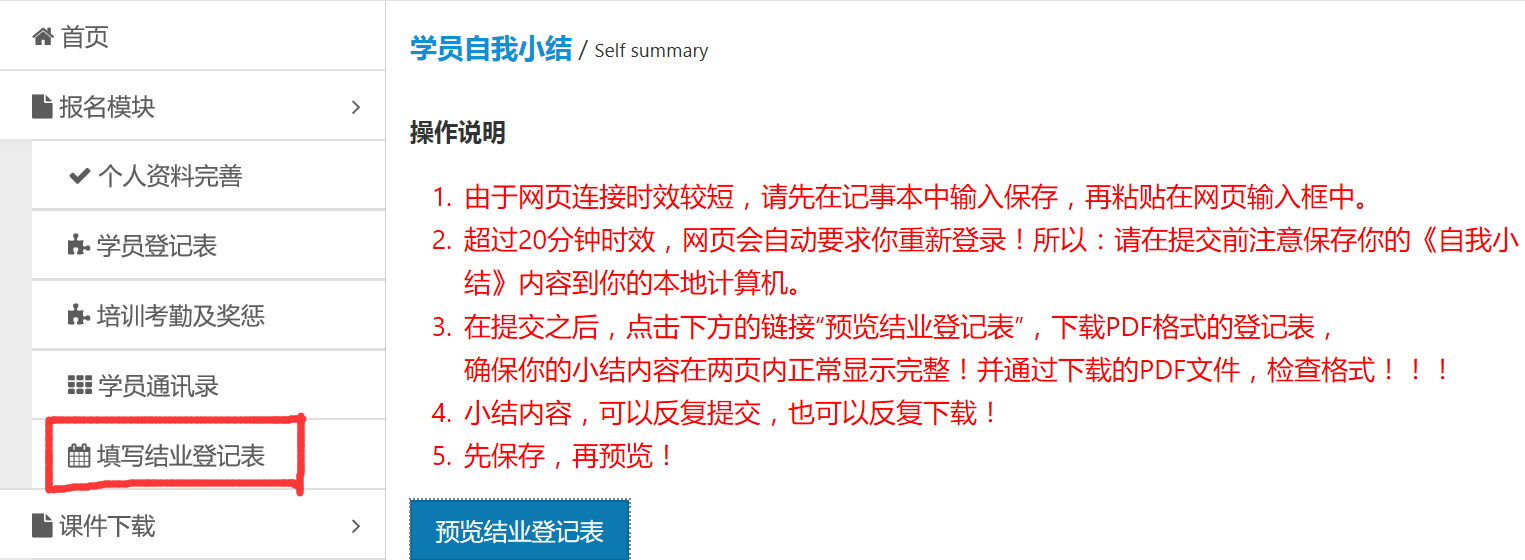 首页
报名模块
个人资料完善
学员登记表
培训考勤及奖惩
学员通讯录
填写结业登记表
课件下载
学员自我小结 / Self summary
操作说明
1. 由于网页连接时效较短，请先在记事本中输入保存，再粘贴在网页输入框中。
2. 超过20分钟时效，网页会自动要求你重新登录！所以：请在提交前注意保存你的《自我小
结》内容到你的本地计算机。
3. 在提交之后，点击下方的链接“预览结业登记表”，下载PDF格式的登记表，
确保你的小结内容在两页内正常显示完整！并通过下载的PDF文件，检查格式！！！
4. 小结内容，可以反复提交，也可以反复下载！
5. 先保存，再预览！
预览结业登记表